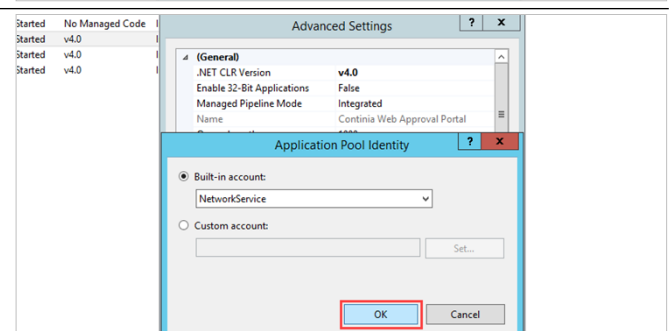 Started No Managed Code
Started v4.0
Started v4.0
Started v4.0
Advanced Settings ? x
(General)
.NET CLR Version v4.0
Enable 32-Bit Applications False
Managed Pipeline Mode Integrated
Name Continia Web Approval Portal
Application Pool Identity ? x
Built-in account:
NetworkService
Custom account:
Set...
OK Cancel